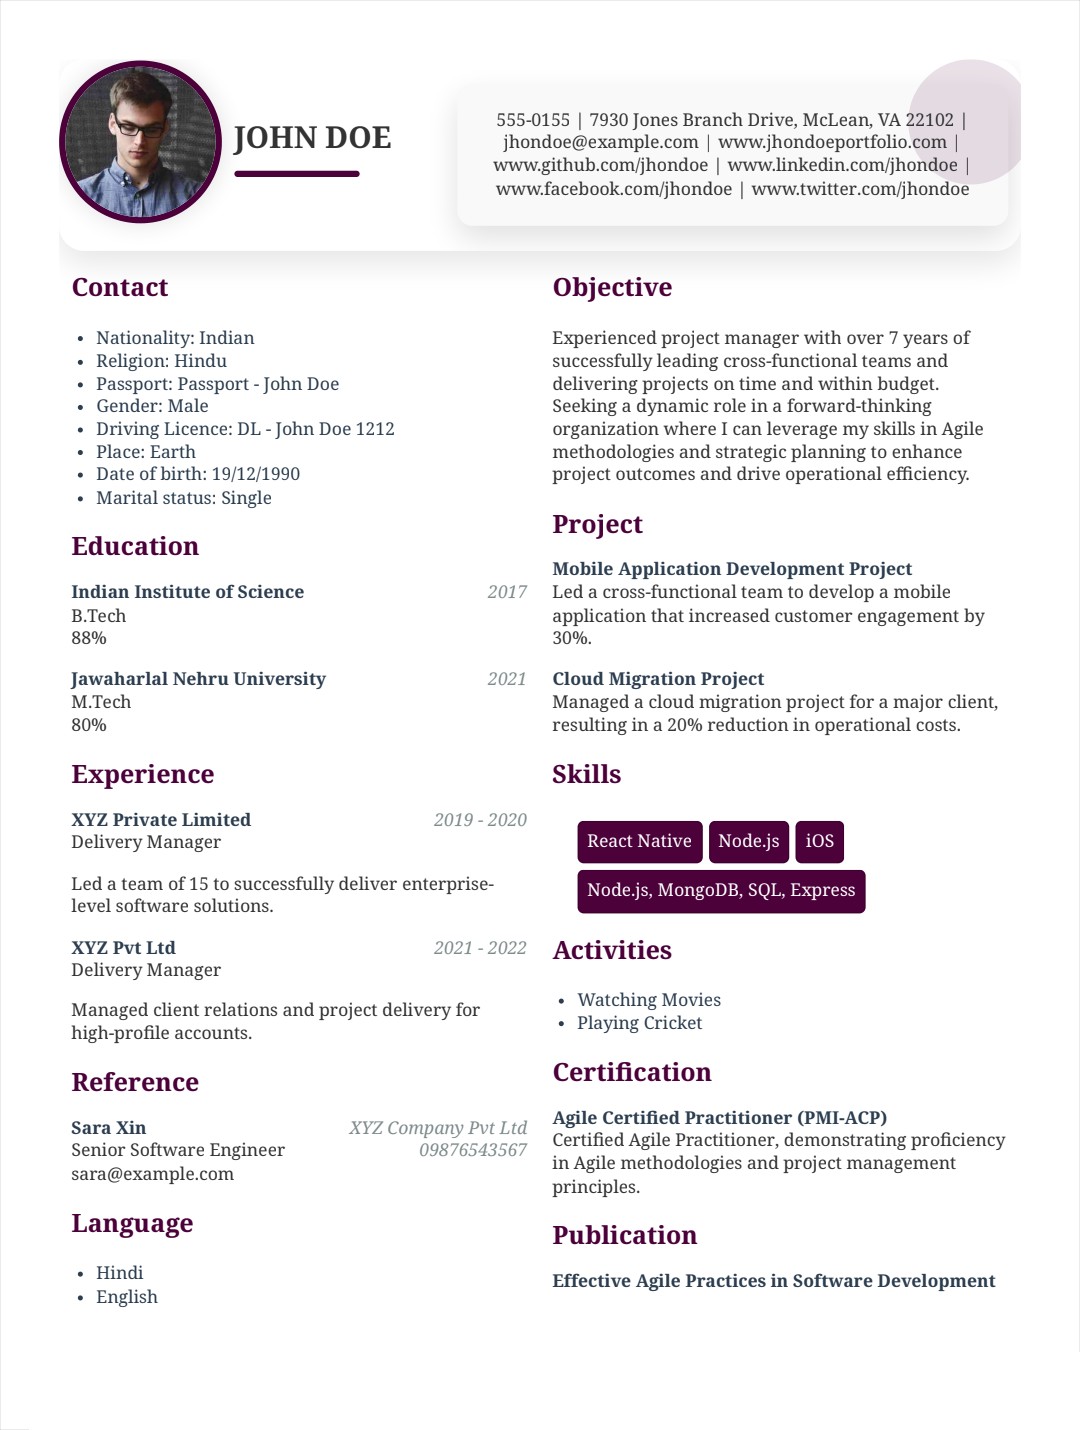 JOHN DOE
555-0155 | 7930 Jones Branch Drive, McLean, VA 22102 |
jhondoe@example.com | www.jhondoeportfolio.com |
www.github.com/jhondoe | www.linkedin.com/jhondoe |
www.facebook.com/jhondoe | www.twitter.com/jhondoe
Contact
• Nationality: Indian
• Religion: Hindu
• Passport: Passport - John Doe
• Gender: Male
• Driving Licence: DL - John Doe 1212
• Place: Earth
• Date of birth: 19/12/1990
• Marital status: Single
Education
Indian Institute of Science 2017
B.Tech
88%
Jawaharlal Nehru University 2021
M.Tech
80%
Experience
XYZ Private Limited 2019 - 2020
Delivery Manager
Led a team of 15 to successfully deliver enterprise-
level software solutions.
XYZ Pvt Ltd 2021 - 2022
Delivery Manager
Managed client relations and project delivery for
high-profile accounts.
Reference
Sara Xin XYZ Company Pvt Ltd
Senior Software Engineer 09876543567
sara@example.com
Language
• Hindi
• English
Objective
Experienced project manager with over 7 years of
successfully leading cross-functional teams and
delivering projects on time and within budget.
Seeking a dynamic role in a forward-thinking
organization where I can leverage my skills in Agile
methodologies and strategic planning to enhance
project outcomes and drive operational efficiency.
Project
Mobile Application Development Project
Led a cross-functional team to develop a mobile
application that increased customer engagement by
30%.
Cloud Migration Project
Managed a cloud migration project for a major client,
resulting in a 20% reduction in operational costs.
Skills
React Native Node.js iOS
Node.js, MongoDB, SQL, Express
Activities
• Watching Movies
• Playing Cricket
Certification
Agile Certified Practitioner (PMI-ACP)
Certified Agile Practitioner, demonstrating proficiency
in Agile methodologies and project management
principles.
Publication
Effective Agile Practices in Software Development